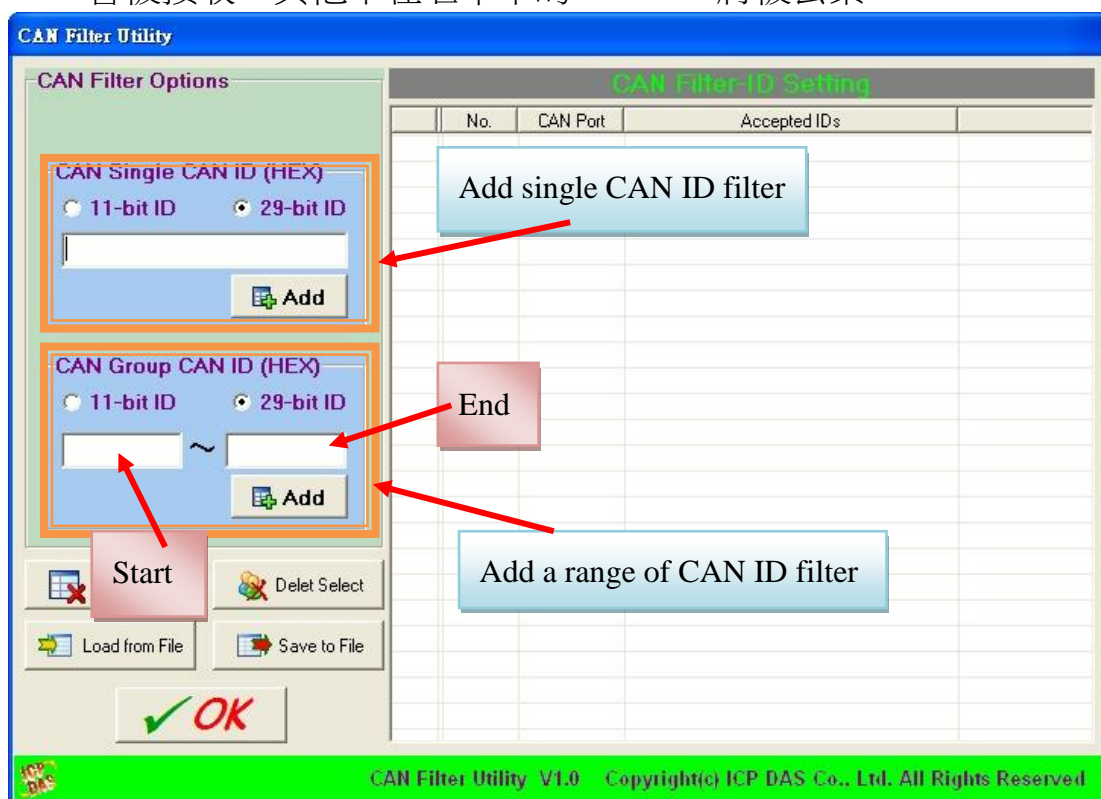 CAN Filter Utility
CAN Filter Options
CAN Filter-ID Setting
No. CAN Port Accepted IDs
CAN Single CAN ID (HEX)
11-bit ID 29-bit ID
Add single CAN ID filter
Add
CAN Group CAN ID (HEX)
11-bit ID 29-bit ID
End
~
Add
Start
Add a range of CAN ID filter
Delet Select
Load from File Save to File
OK
ICP DAS
CAN Filter Utility V1.0 Copyright(c) ICP DAS Co., Ltd. All Rights Reserved